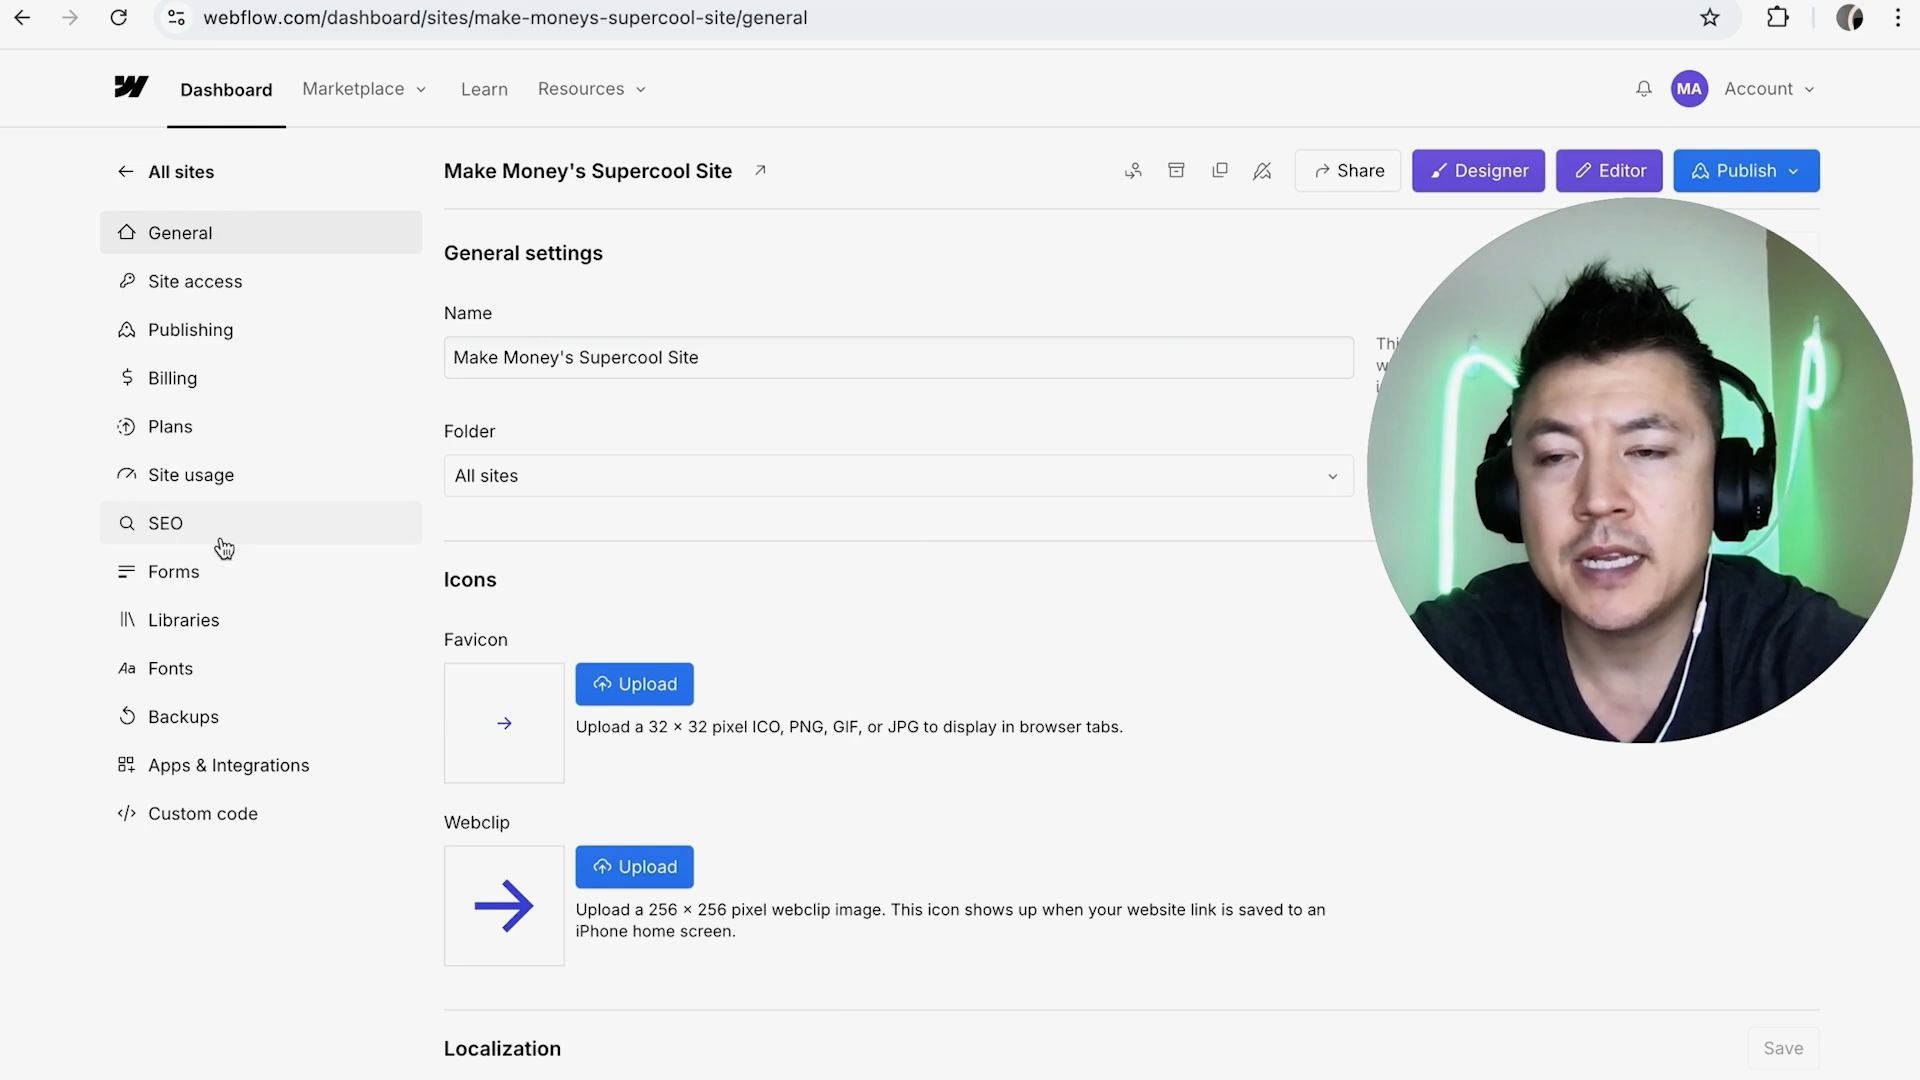 webflow.com/dashboard/sites/make-moneys-supercool-site/general
Dashboard
Marketplace
Learn
Resources
MA
Account
All sites
General
Site access
Publishing
Billing
Plans
Site usage
SEO
Forms
Libraries
Aa Fonts
Backups
Apps & Integrations
</> Custom code
Make Money's Supercool Site
Share
Designer
Editor
Publish
General settings
Name
Make Money's Supercool Site
Folder
All sites
Icons
Favicon
Upload
Upload a 32 × 32 pixel ICO, PNG, GIF, or JPG to display in browser tabs.
Webclip
Upload
Upload a 256 × 256 pixel webclip image. This icon shows up when your website link is saved to an
iPhone home screen.
Localization
Save